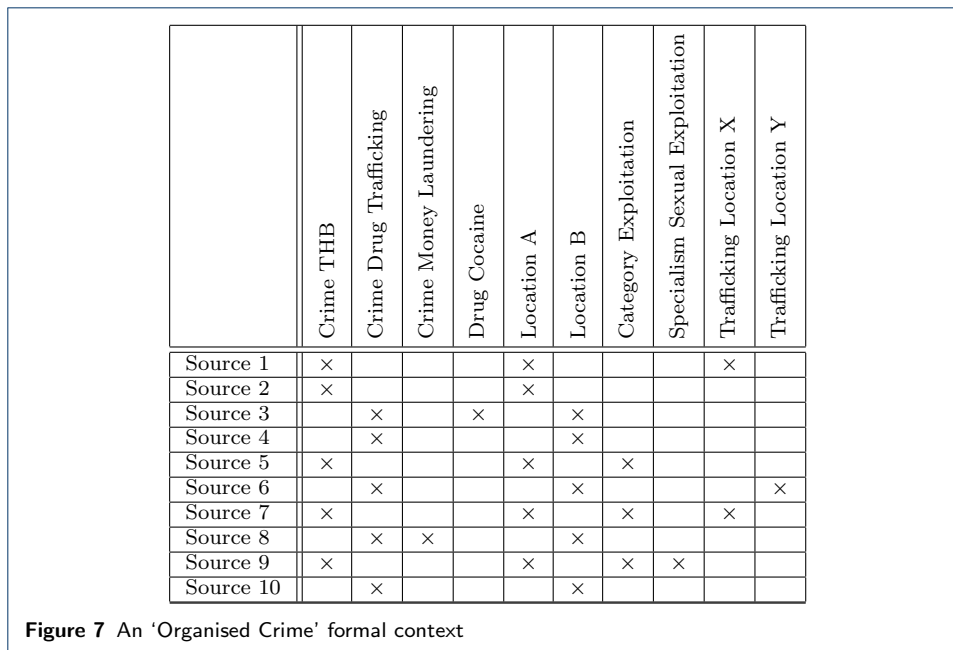 Crime THB
Crime Drug Trafficking
Crime Money Laundering
Drug Cocaine
Location A
Location B
Category Exploitation
Specialism Sexual Exploitation
Trafficking Location X
Trafficking Location Y
Source 1 × × ×
Source 2 × ×
Source 3 × × ×
Source 4 × ×
Source 5 × × ×
Source 6 × × ×
Source 7 × × × ×
Source 8 × × ×
Source 9 × × × ×
Source 10 × ×
Figure 7 An ‘Organised Crime’ formal context